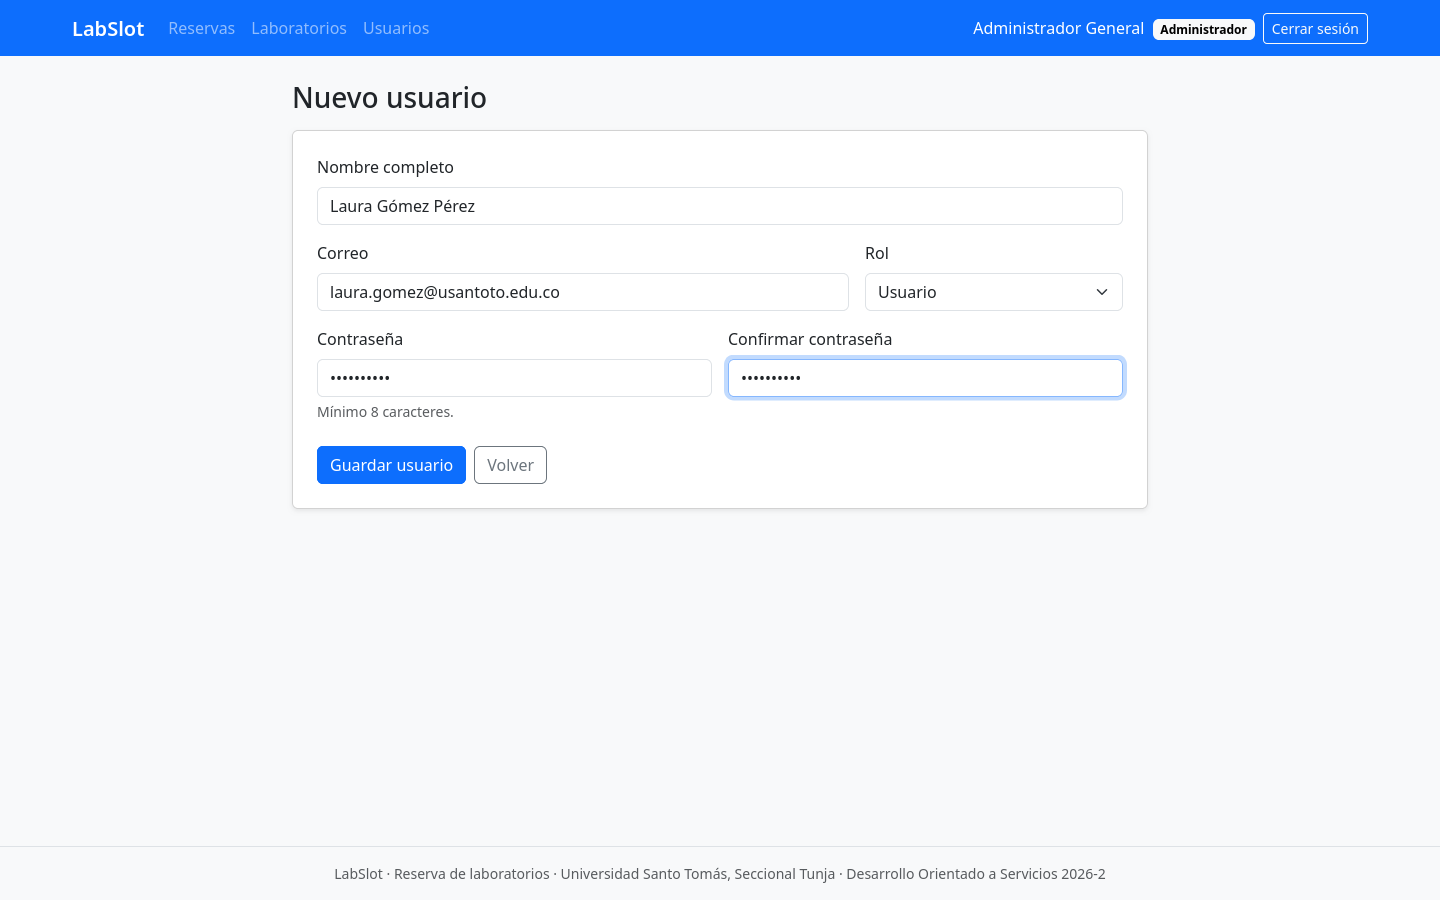 LabSlot Reservas Laboratorios Usuarios Administrador General Administrador Cerrar sesión
Nuevo usuario
Nombre completo
Laura Gómez Pérez
Correo Rol
laura.gomez@usantoto.edu.co Usuario
Contraseña Confirmar contraseña
•••••••••• ••••••••••
Mínimo 8 caracteres.
Guardar usuario Volver
LabSlot · Reserva de laboratorios · Universidad Santo Tomás, Seccional Tunja · Desarrollo Orientado a Servicios 2026-2